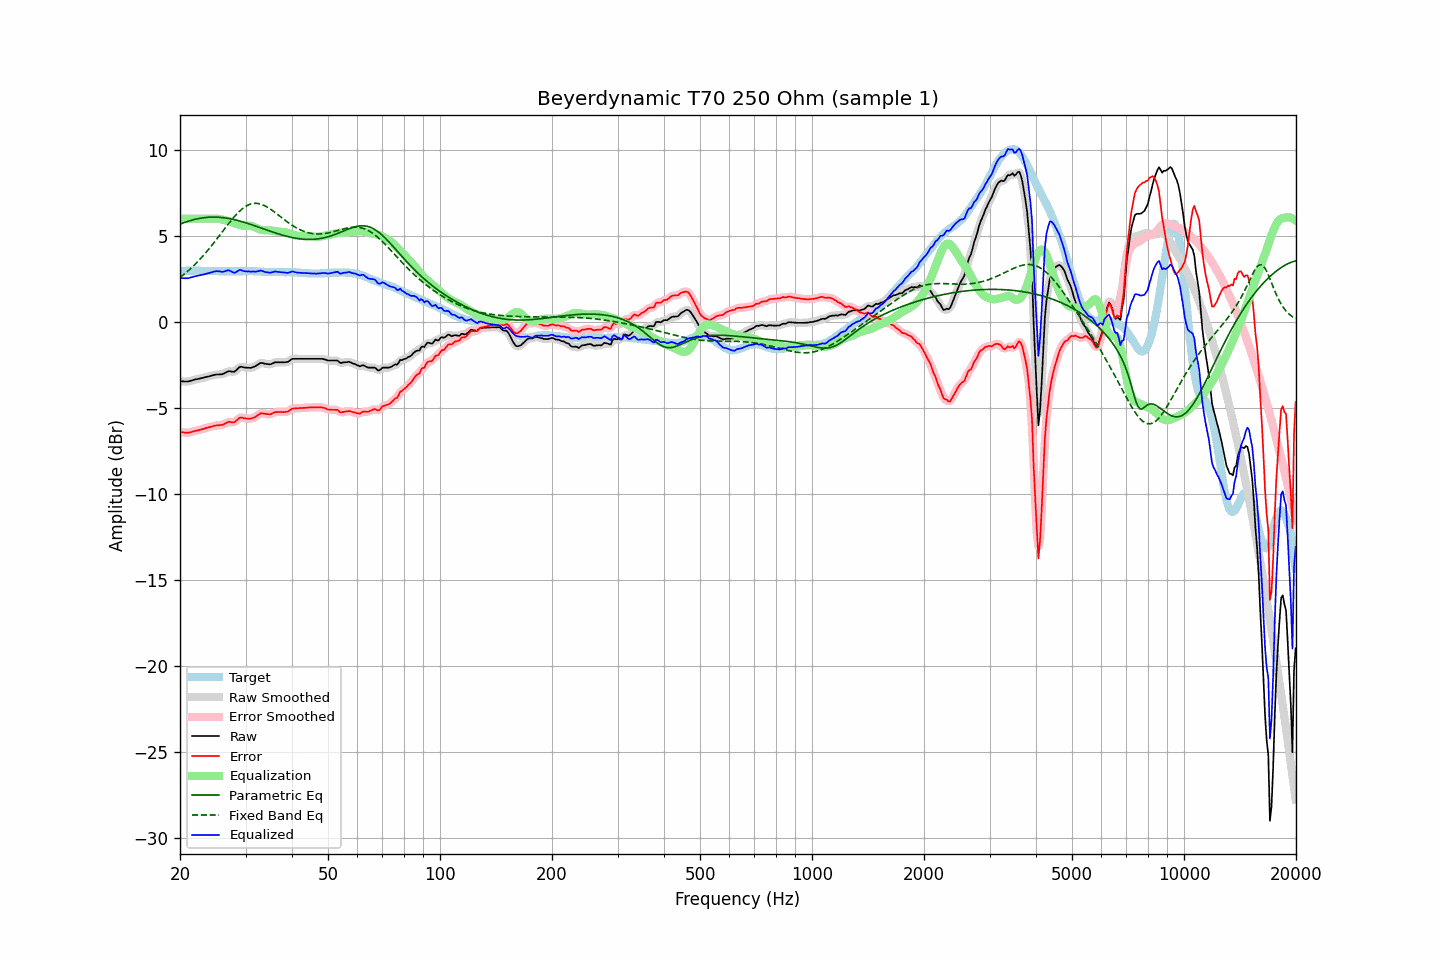 Beyerdynamic T70 250 Ohm (sample 1)
Amplitude (dBr)
10
5
0
−5
−10
−15
−20
−25
−30
Target
Raw Smoothed
Error Smoothed
Raw
Error
Equalization
Parametric Eq
Fixed Band Eq
Equalized
20 50 100 200 500 1000 2000 5000 10000 20000
Frequency (Hz)